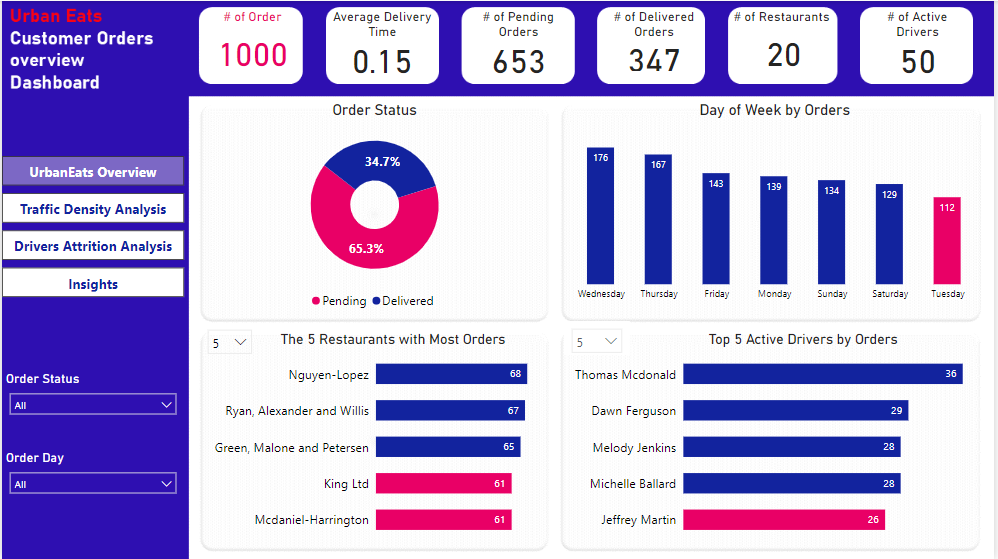 Urban Eats
Customer Orders
overview
Dashboard
# of Order
1000
Average Delivery
Time
0.15
# of Pending
Orders
653
# of Delivered
Orders
347
# of Restaurants
20
# of Active
Drivers
50
UrbanEats Overview
Traffic Density Analysis
Drivers Attrition Analysis
Insights
Order Status
All
Order Day
All
Order Status
34.7%
65.3%
Pending Delivered
Day of Week by Orders
176 167 143 139 134 129 112
Wednesday Thursday Friday Monday Sunday Saturday Tuesday
5
The 5 Restaurants with Most Orders
Nguyen-Lopez 68
Ryan, Alexander and Willis 67
Green, Malone and Petersen 65
King Ltd 61
Mcdaniel-Harrington 61
5
Top 5 Active Drivers by Orders
Thomas Mcdonald 36
Dawn Ferguson 29
Melody Jenkins 28
Michelle Ballard 28
Jeffrey Martin 26